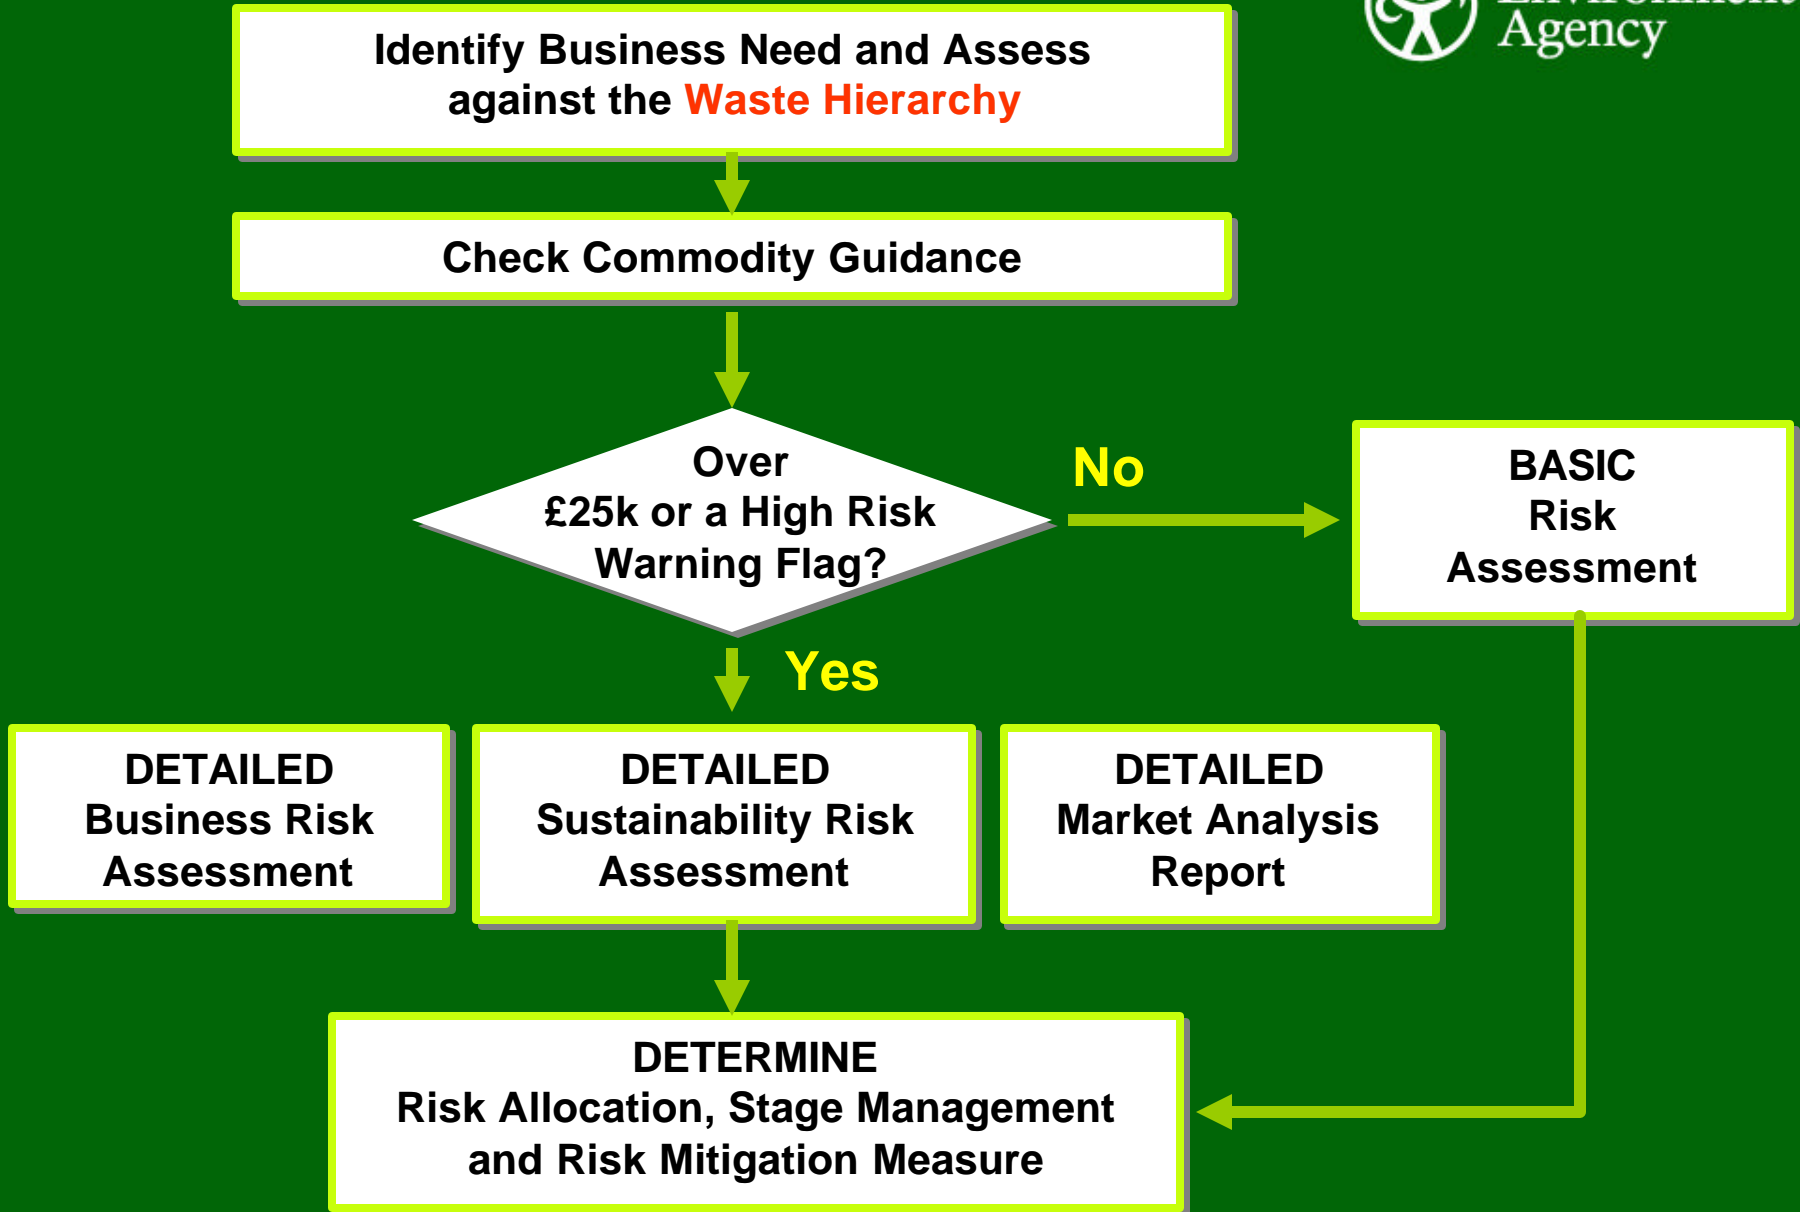 Environment
Agency
Identify Business Need and Assess
against the Waste Hierarchy
Check Commodity Guidance
Over
£25k or a High Risk
Warning Flag?
No
BASIC
Risk
Assessment
Yes
DETAILED
Business Risk
Assessment
DETAILED
Sustainability Risk
Assessment
DETAILED
Market Analysis
Report
DETERMINE
Risk Allocation, Stage Management
and Risk Mitigation Measure